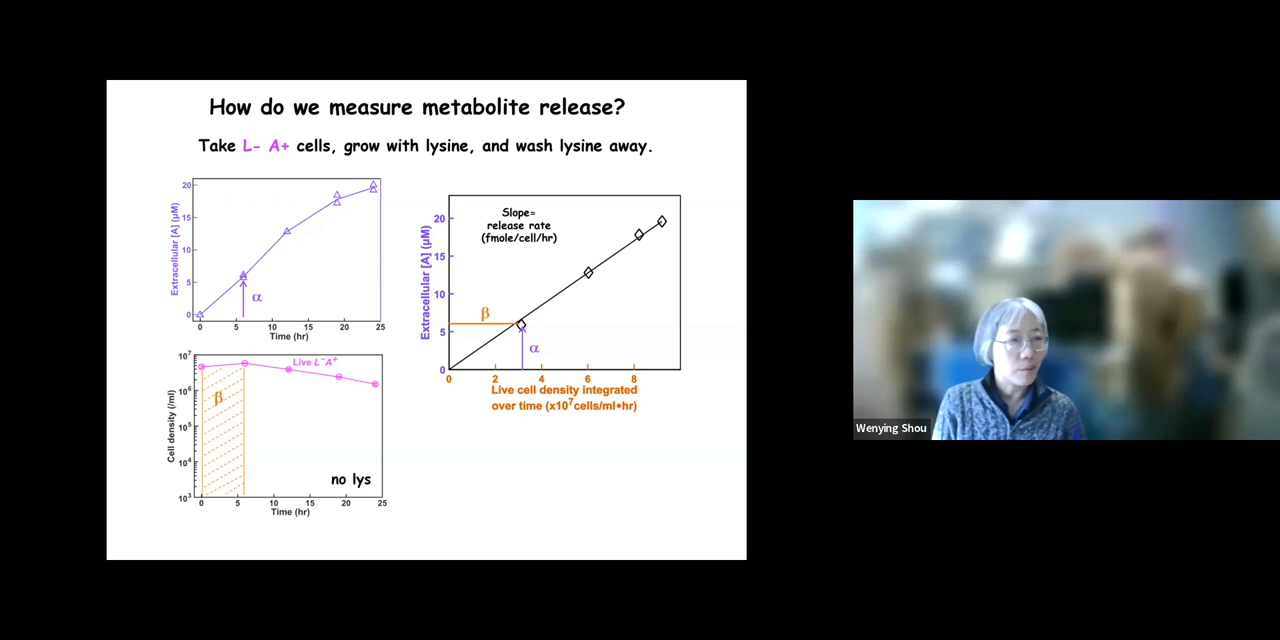 How do we measure metabolite release?
Take L- A+ cells, grow with lysine, and wash lysine away.
Extracellular [A] (μM)
20
15
10
5
0
α
0 5 10 15 20 25
Time (hr)
Cell density (/ml)
10⁷
10⁶
10⁵
10⁴
10³
Live L⁻A⁺
β
no lys
0 5 10 15 20 25
Time (hr)
Extracellular [A] (μM)
20
15
10
5
0
Slope=
release rate
(fmole/cell/hr)
β
α
0 2 4 6 8
Live cell density integrated
over time (x10⁷cells/ml•hr)
Wenying Shou